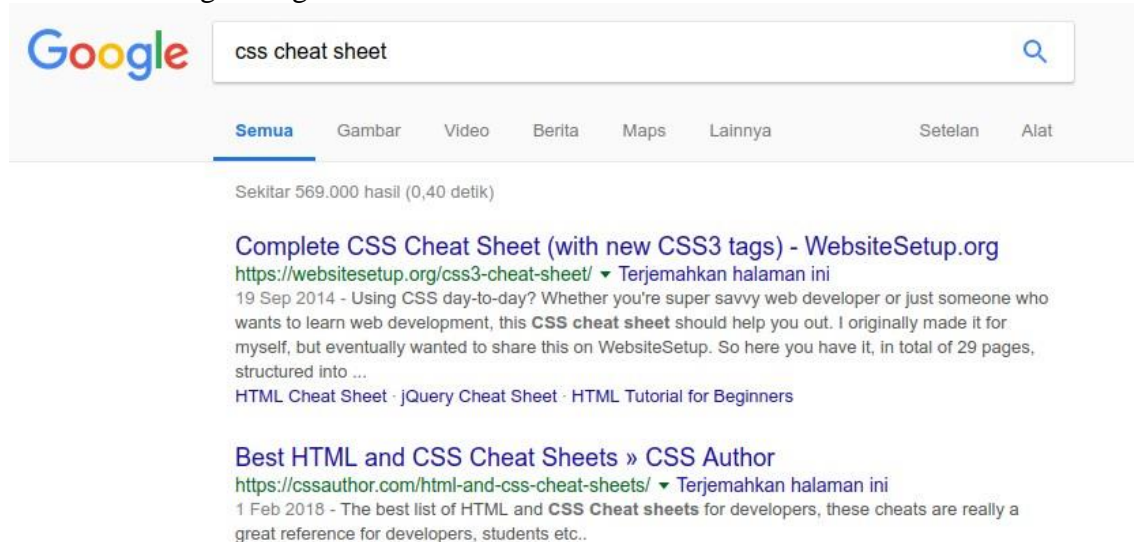 Google css cheat sheet
Semua Gambar Video Berita Maps Lainnya Setelan Alat
Sekitar 569.000 hasil (0,40 detik)
Complete CSS Cheat Sheet (with new CSS3 tags) - WebsiteSetup.org
https://websitesetup.org/css3-cheat-sheet/ ▾ Terjemahkan halaman ini
19 Sep 2014 - Using CSS day-to-day? Whether you're super savvy web developer or just someone who
wants to learn web development, this CSS cheat sheet should help you out. I originally made it for
myself, but eventually wanted to share this on WebsiteSetup. So here you have it, in total of 29 pages,
structured into ...
HTML Cheat Sheet · jQuery Cheat Sheet · HTML Tutorial for Beginners
Best HTML and CSS Cheat Sheets » CSS Author
https://cssauthor.com/html-and-css-cheat-sheets/ ▾ Terjemahkan halaman ini
1 Feb 2018 - The best list of HTML and CSS Cheat sheets for developers, these cheats are really a
great reference for developers, students etc..